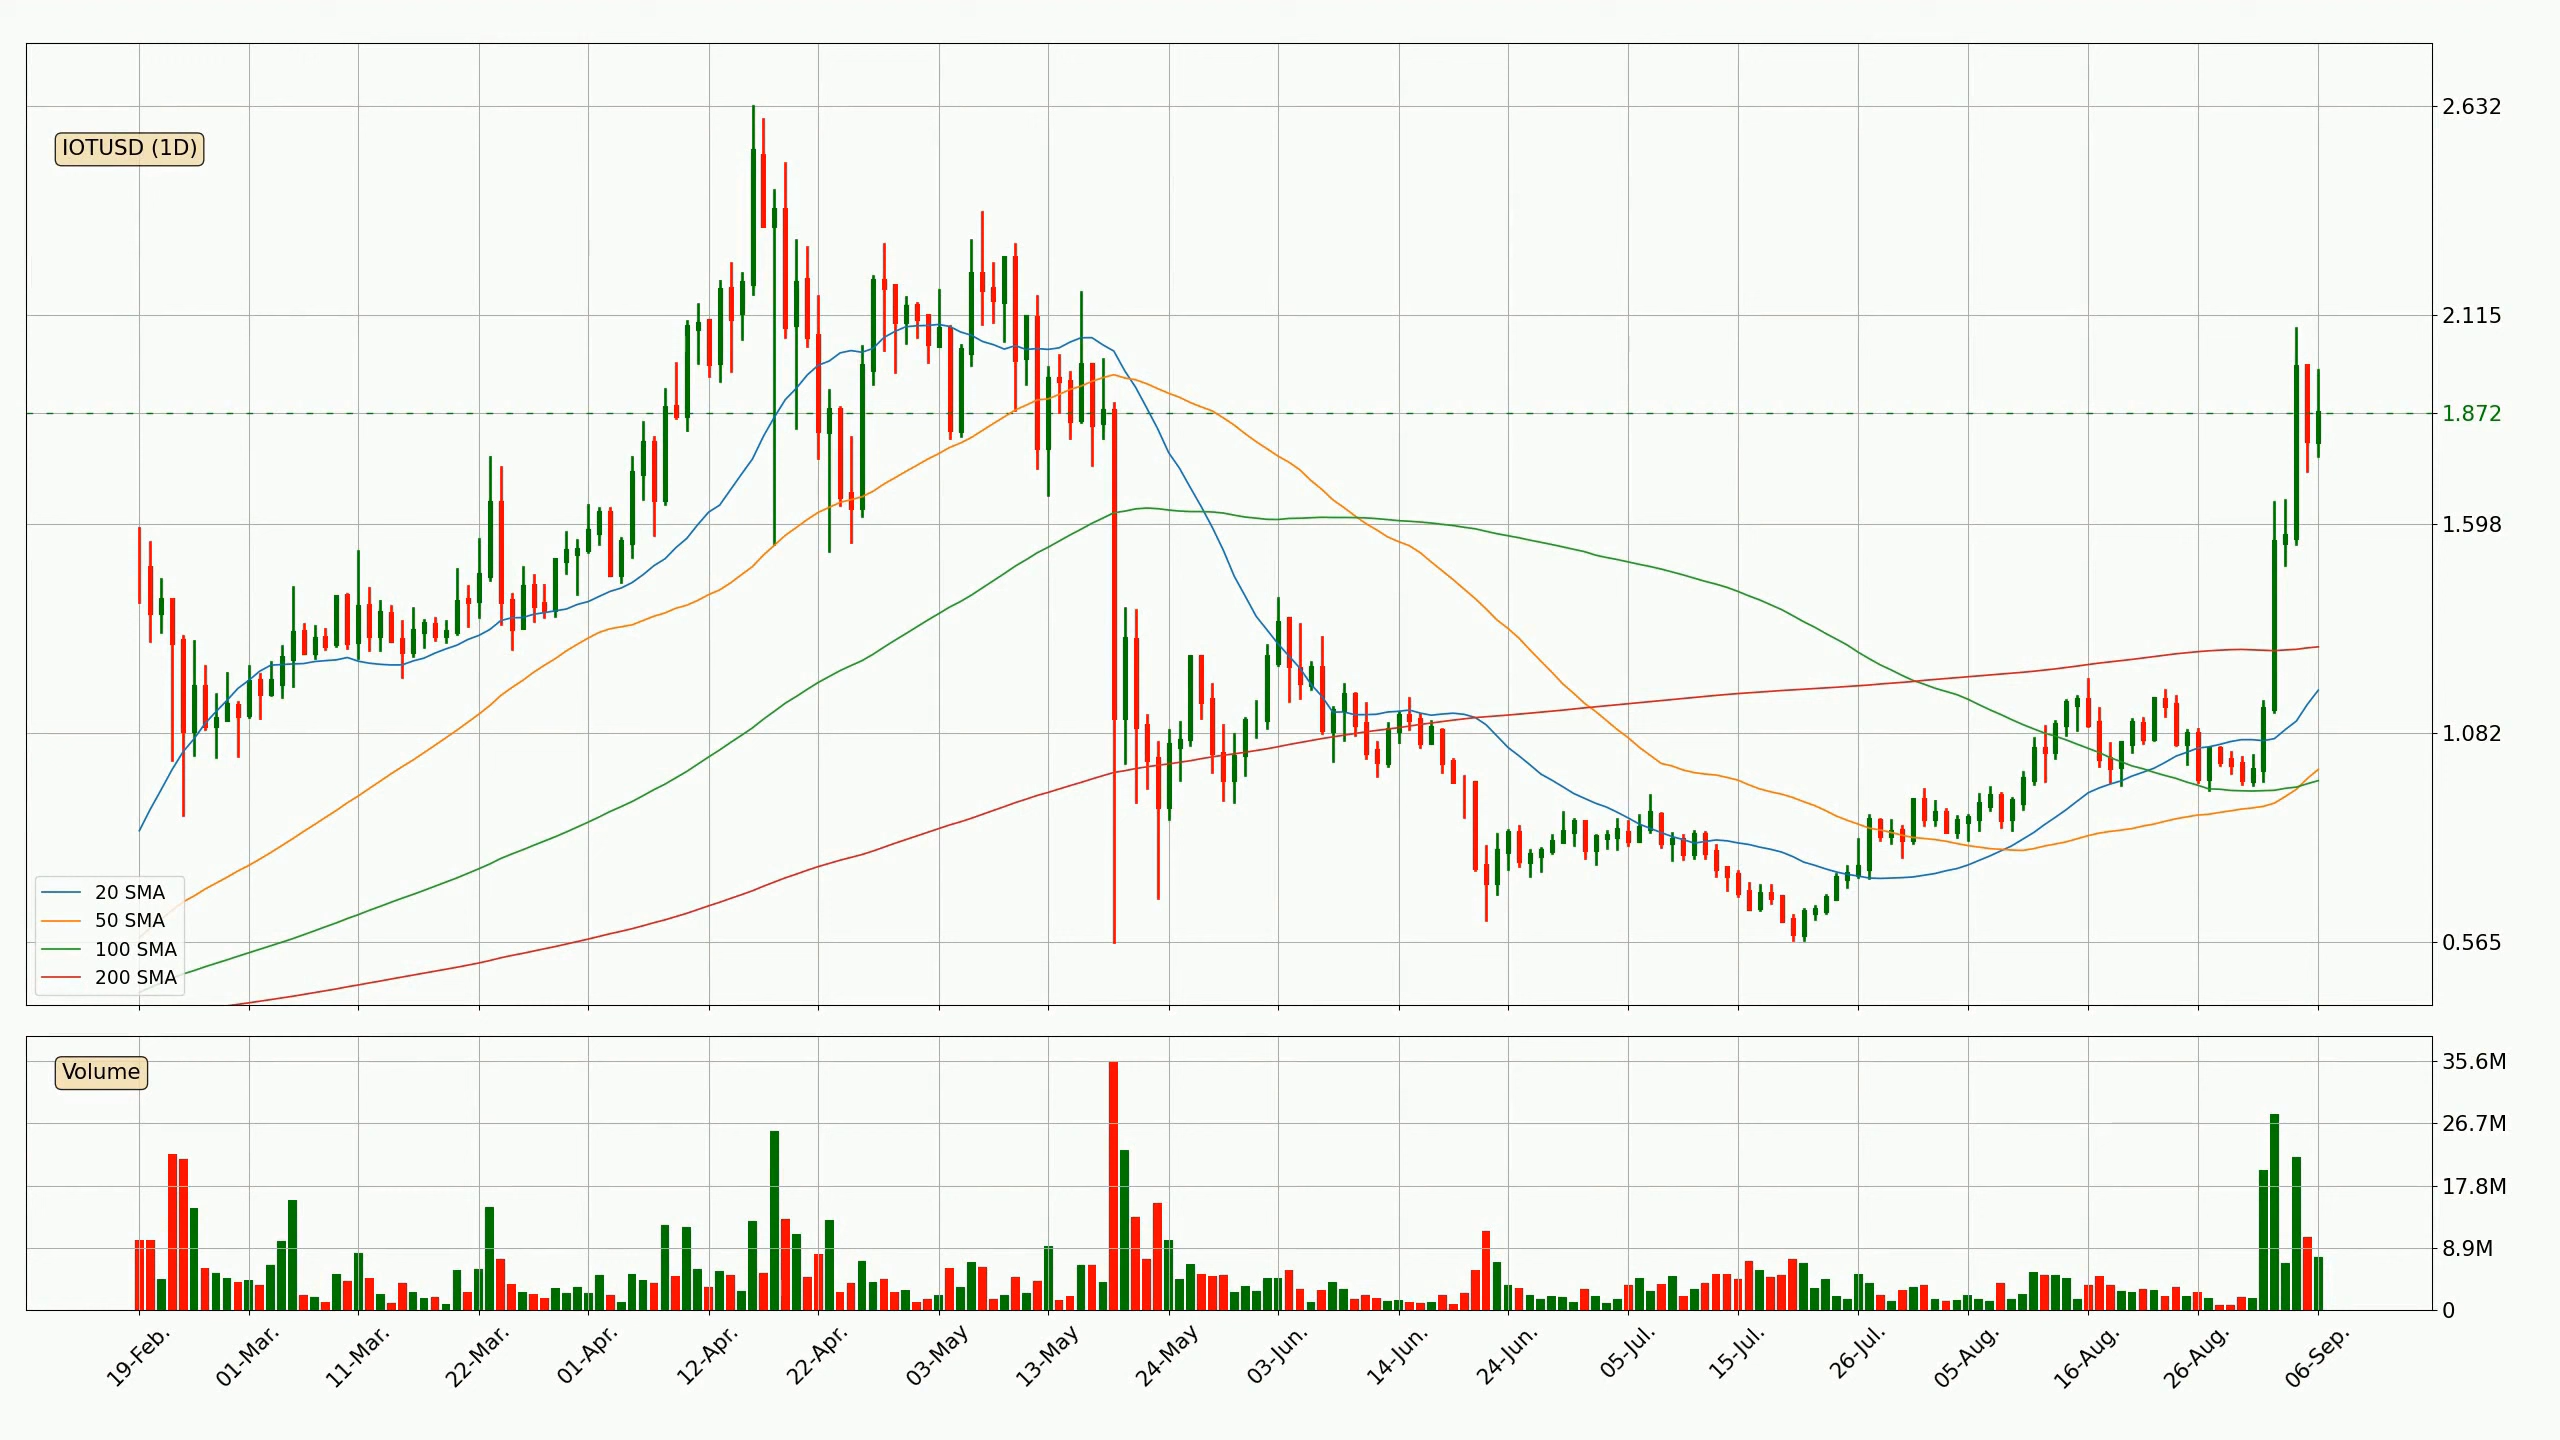 IOTUSD (1D)
2.632
2.115
1.872
1.598
1.082
0.565
20 SMA
50 SMA
100 SMA
200 SMA
Volume
35.6M
26.7M
17.8M
8.9M
0
19-Feb.
01-Mar.
11-Mar.
22-Mar.
01-Apr.
12-Apr.
22-Apr.
03-May
13-May
24-May
03-Jun.
14-Jun.
24-Jun.
05-Jul.
15-Jul.
26-Jul.
05-Aug.
16-Aug.
26-Aug.
06-Sep.